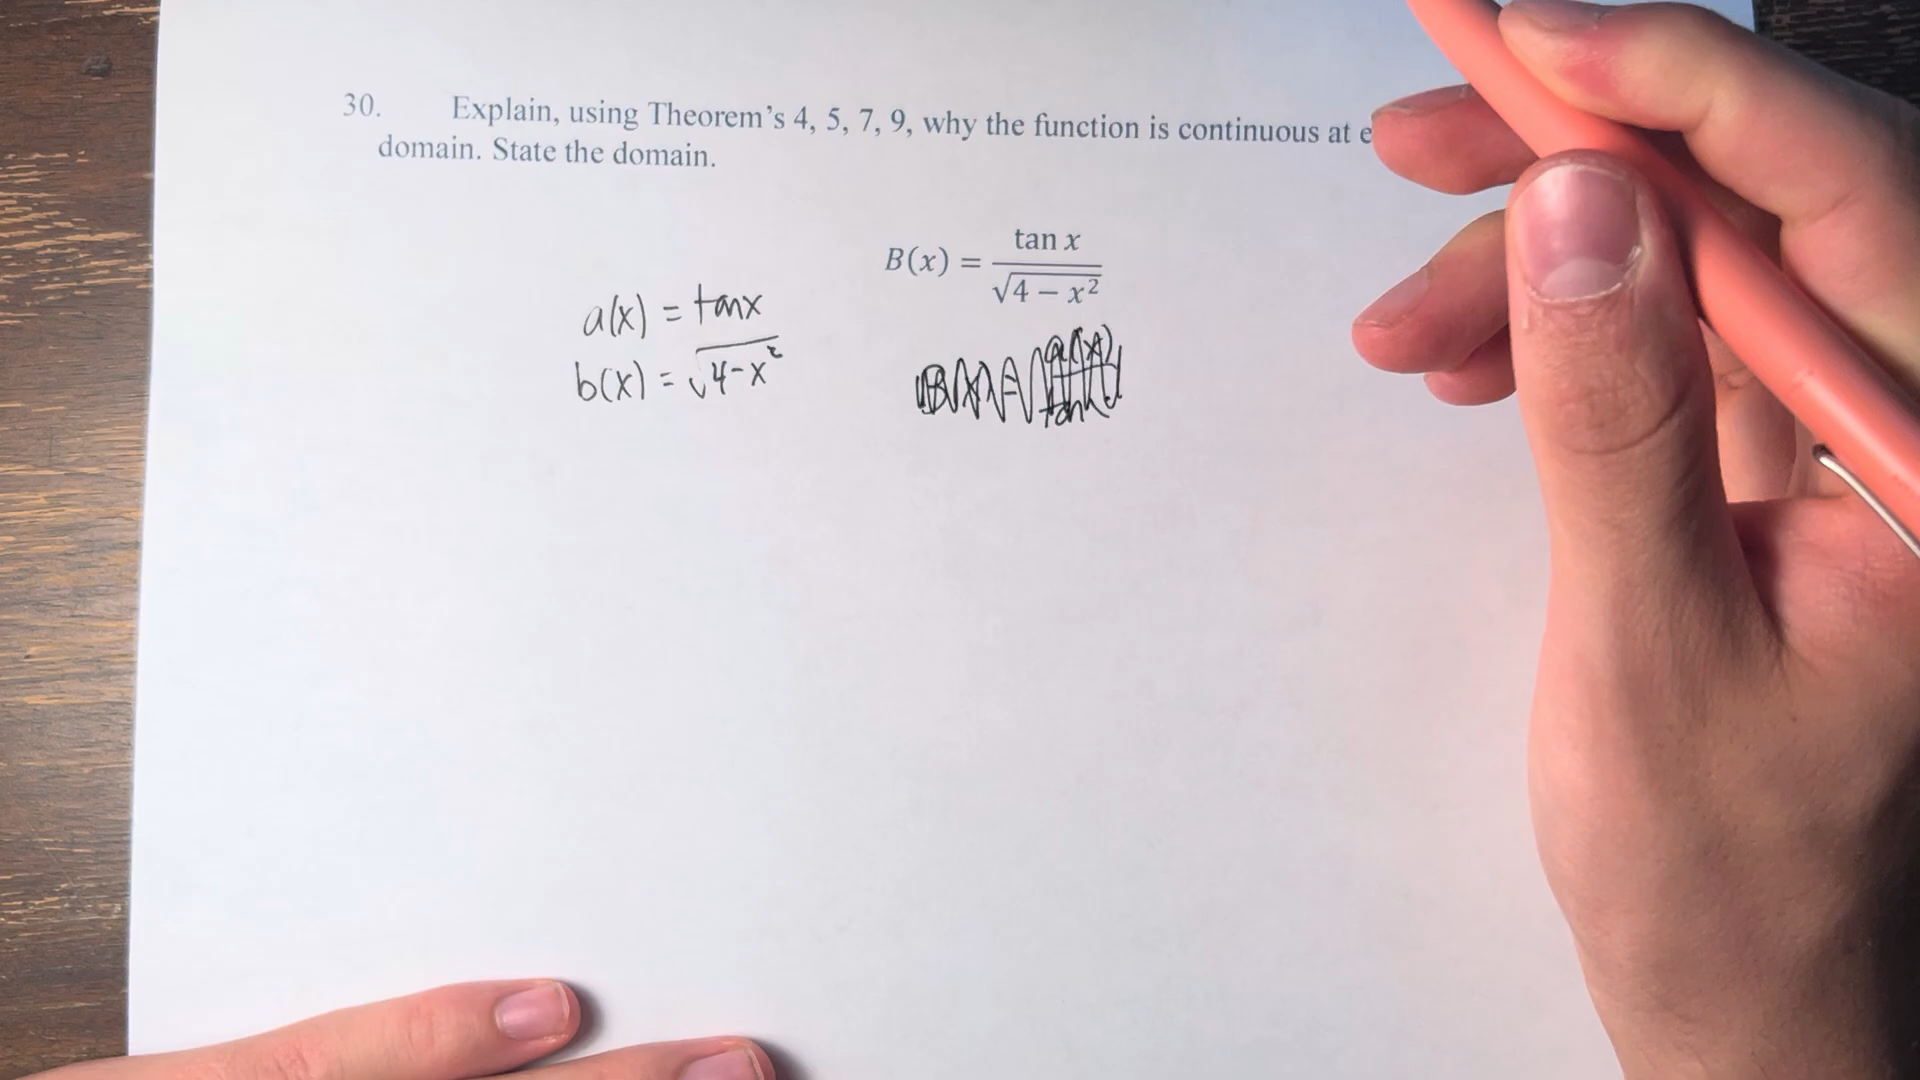 30. Explain, using Theorem's 4, 5, 7, 9, why the function is continuous at
domain. State the domain.
B(x) = tan x / √(4 − x²)
a(x) = tanx
b(x) = √(4-x²)